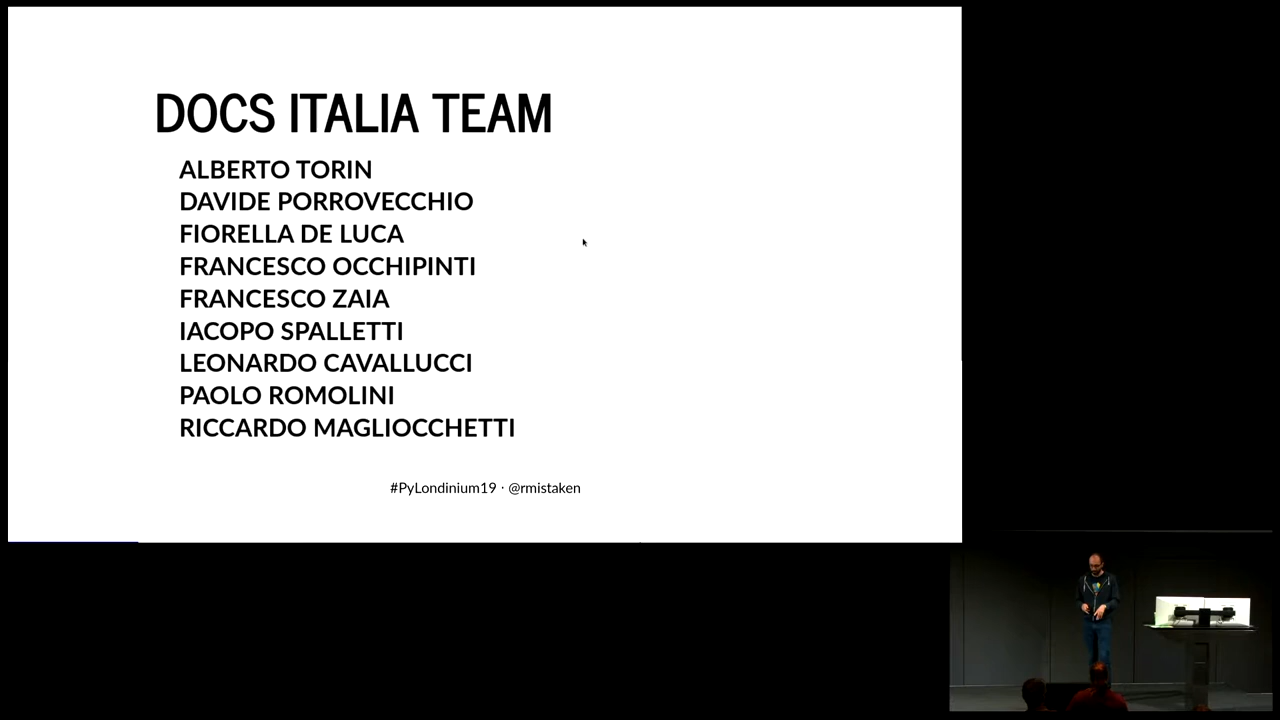 DOCS ITALIA TEAM
ALBERTO TORIN
DAVIDE PORROVECCHIO
FIORELLA DE LUCA
FRANCESCO OCCHIPINTI
FRANCESCO ZAIA
IACOPO SPALLETTI
LEONARDO CAVALLUCCI
PAOLO ROMOLINI
RICCARDO MAGLIOCCHETTI
#PyLondinium19 · @rmistaken